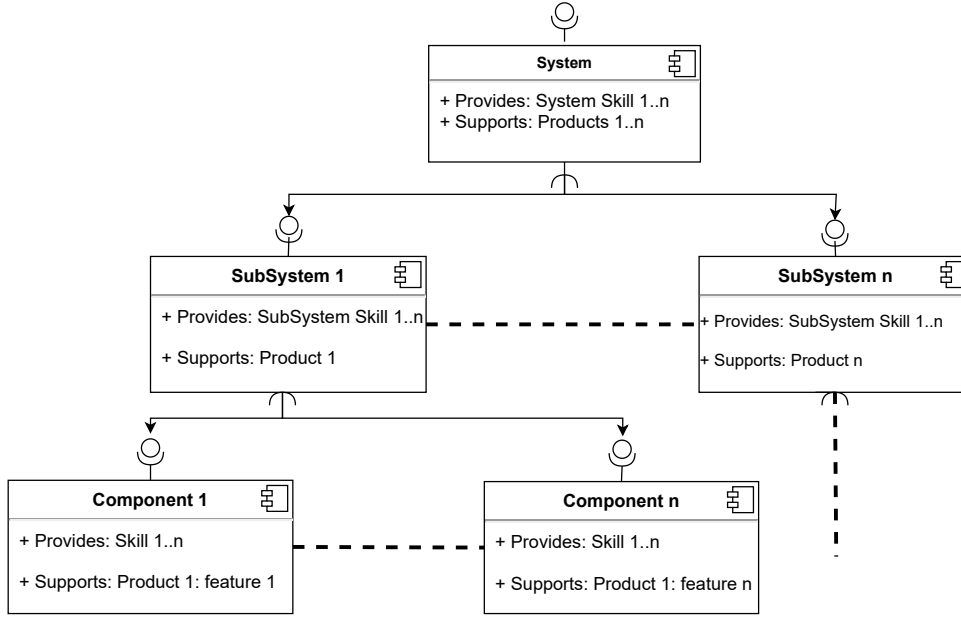 System
+ Provides: System Skill 1..n
+ Supports: Products 1..n
SubSystem 1
+ Provides: SubSystem Skill 1..n
+ Supports: Product 1
SubSystem n
+ Provides: SubSystem Skill 1..n
+ Supports: Product n
Component 1
+ Provides: Skill 1..n
+ Supports: Product 1: feature 1
Component n
+ Provides: Skill 1..n
+ Supports: Product 1: feature n